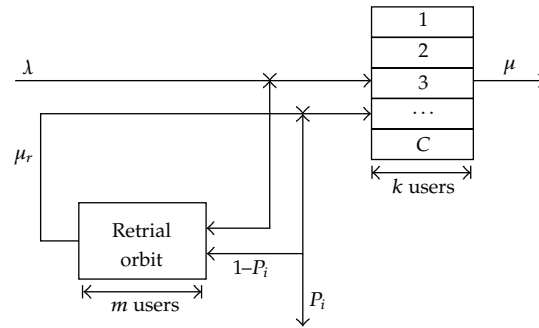 1
2
λ
3
μ
...
C
μr
k users
Retrial
orbit
1–Pi
m users
Pi